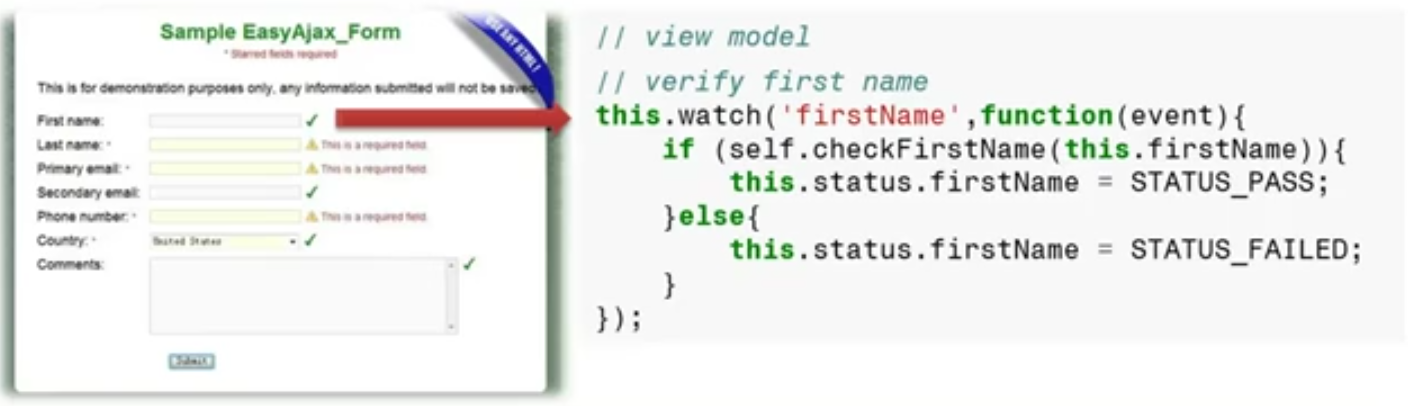 Sample EasyAjax_Form
* Starred fields required
USE ANY HTML!
This is for demonstration purposes only, any information submitted will not be saved
First name:
Last name: *
This is a required field.
Primary email: *
This is a required field.
Secondary email:
Phone number: *
This is a required field.
Country: *
United States
Comments:
Submit
// view model
// verify first name
this.watch('firstName',function(event){
if (self.checkFirstName(this.firstName)){
this.status.firstName = STATUS_PASS;
}else{
this.status.firstName = STATUS_FAILED;
}
});